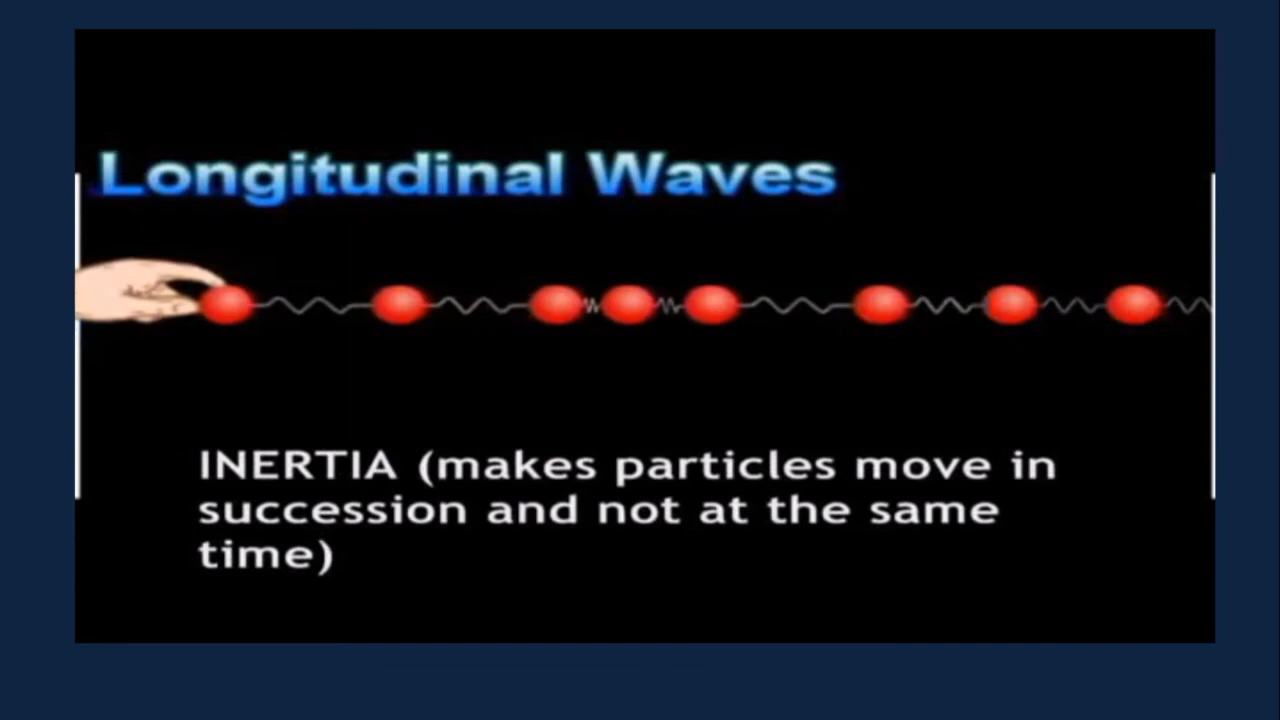 Longitudinal Waves
INERTIA (makes particles move in
succession and not at the same
time)